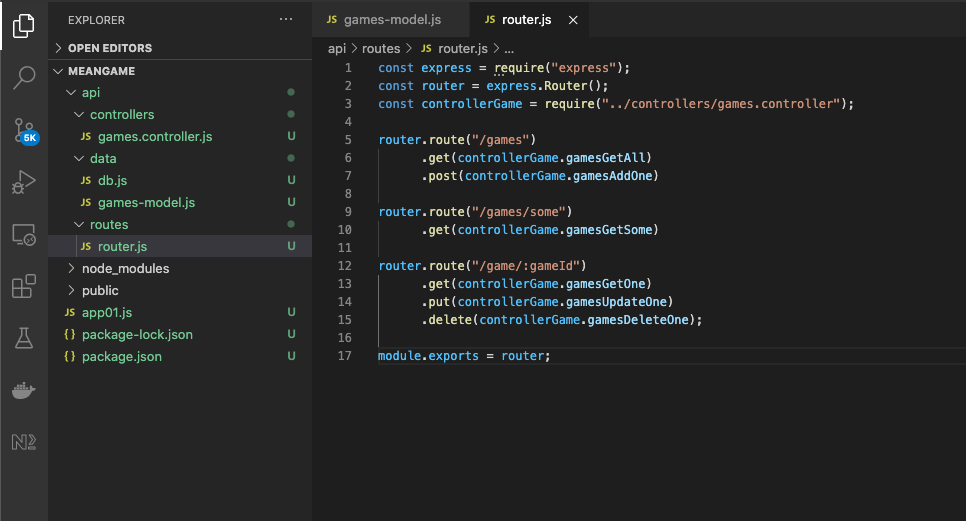 EXPLORER
OPEN EDITORS
MEANGAME
api
controllers
JS games.controller.js U
data
JS db.js U
JS games-model.js U
routes
JS router.js U
node_modules
public
JS app01.js U
{} package-lock.json U
{} package.json U
5K
N
JS games-model.js
JS router.js ×
api > routes > JS router.js > ...
1 const express = require("express");
2 const router = express.Router();
3 const controllerGame = require("../controllers/games.controller");
4
5 router.route("/games")
6 .get(controllerGame.gamesGetAll)
7 .post(controllerGame.gamesAddOne)
8
9 router.route("/games/some")
10 .get(controllerGame.gamesGetSome)
11
12 router.route("/game/:gameId")
13 .get(controllerGame.gamesGetOne)
14 .put(controllerGame.gamesUpdateOne)
15 .delete(controllerGame.gamesDeleteOne);
16
17 module.exports = router;